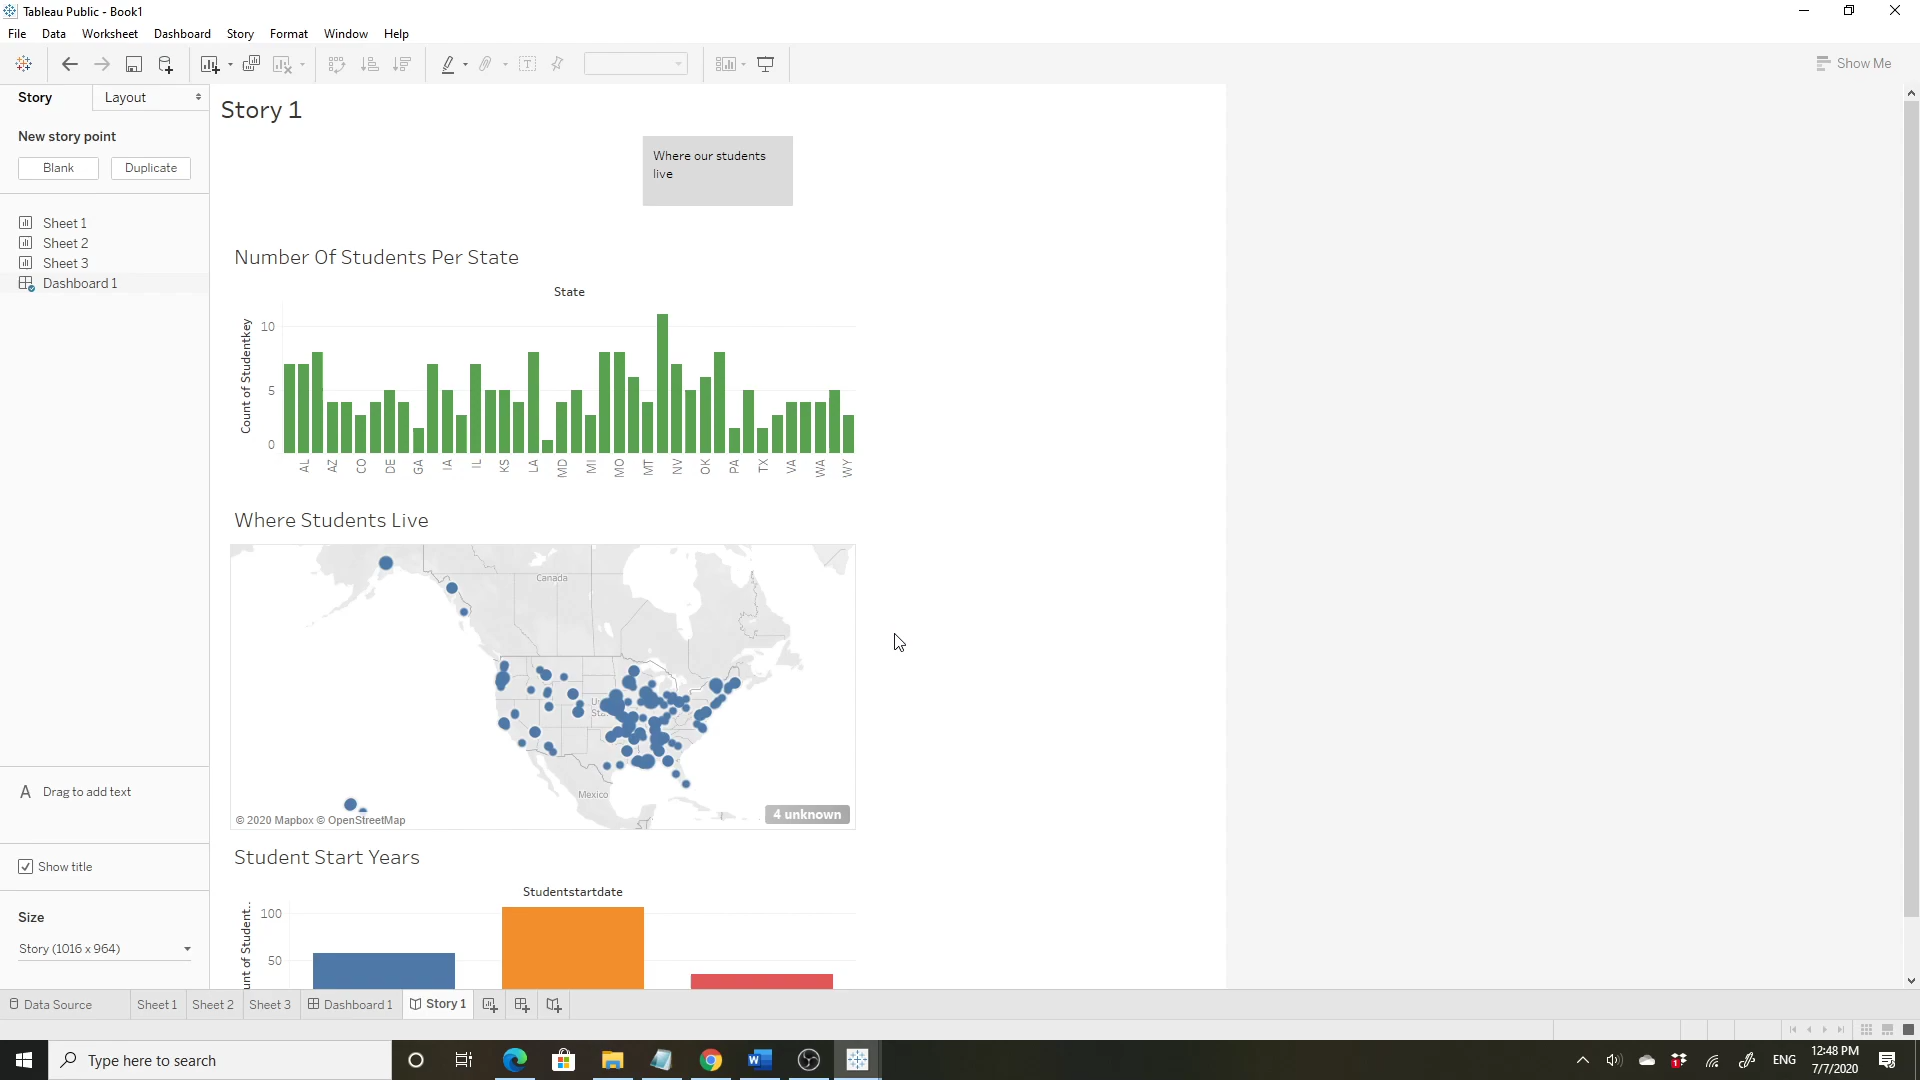 Tableau Public - Book1
File Data Worksheet Dashboard Story Format Window Help
Show Me
Story Layout
New story point
Blank Duplicate
Sheet 1
Sheet 2
Sheet 3
Dashboard 1
A Drag to add text
Show title
Size
Story (1016 x 964)
Story 1
Where our students
live
Number Of Students Per State
State
Count of Studentkey
10
5
0
AL AZ CO DE GA IA IL KS LA MD MI MO MT NV OK PA TX VA WA WY
Where Students Live
Canada
Mexico
© 2020 Mapbox © OpenStreetMap
4 unknown
Student Start Years
Studentstartdate
100
50
Data Source Sheet 1 Sheet 2 Sheet 3 Dashboard 1 Story 1
Type here to search
W
1
ENG
12:48 PM
7/7/2020